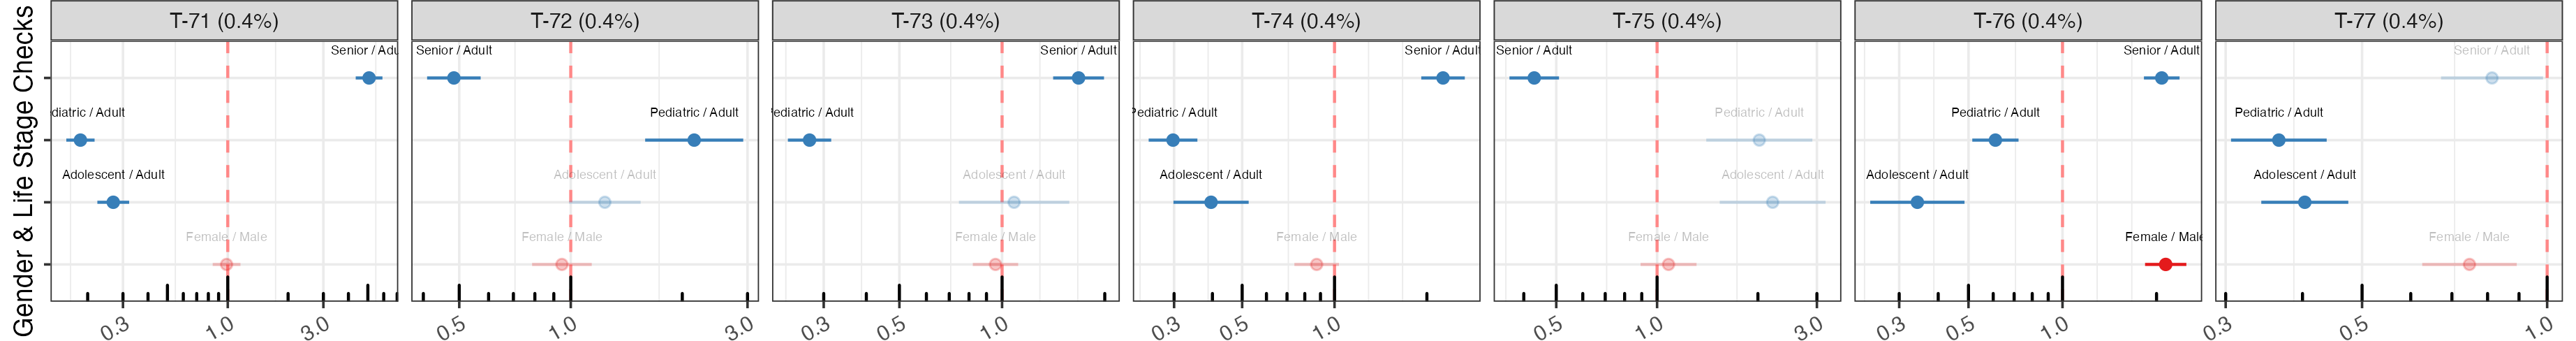 Gender & Life Stage Checks
T-71 (0.4%)
Senior / Adu
diatric / Adult
Adolescent / Adult
Female / Male
0.3 1.0 3.0
T-72 (0.4%)
Senior / Adult
Pediatric / Adult
Adolescent / Adult
Female / Male
0.5 1.0 3.0
T-73 (0.4%)
Senior / Adult
ediatric / Adult
Adolescent / Adult
Female / Male
0.3 0.5 1.0
T-74 (0.4%)
Senior / Adult
Pediatric / Adult
Adolescent / Adult
Female / Male
0.3 0.5 1.0
T-75 (0.4%)
Senior / Adult
Pediatric / Adult
Adolescent / Adult
Female / Male
0.5 1.0 3.0
T-76 (0.4%)
Senior / Adult
Pediatric / Adult
Adolescent / Adult
Female / Male
0.3 0.5 1.0
T-77 (0.4%)
Senior / Adult
Pediatric / Adult
Adolescent / Adult
Female / Male
0.3 0.5 1.0